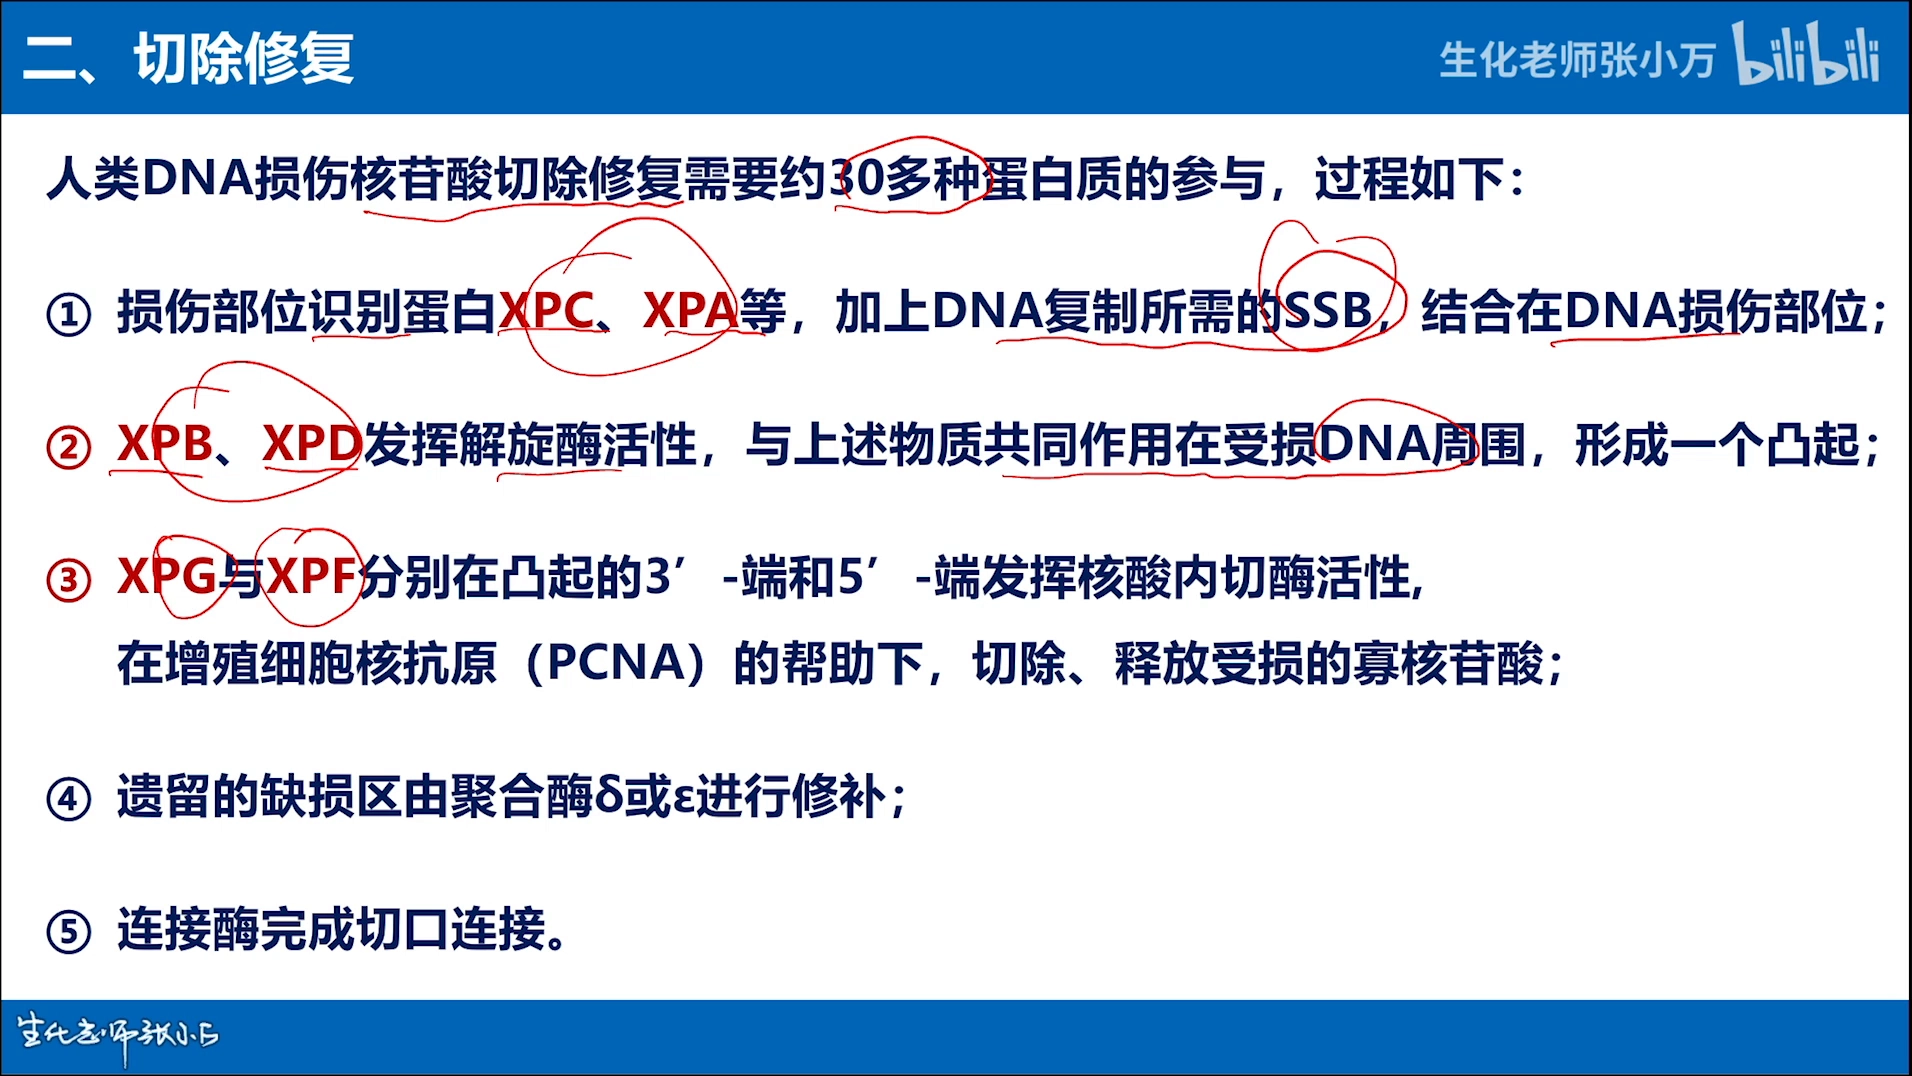 二、切除修复
生化老师张小万 bilibili
人类DNA损伤核苷酸切除修复需要约30多种蛋白质的参与，过程如下：
① 损伤部位识别蛋白XPC、XPA等，加上DNA复制所需的SSB，结合在DNA损伤部位；
② XPB、XPD发挥解旋酶活性，与上述物质共同作用在受损DNA周围，形成一个凸起；
③ XPG与XPF分别在凸起的3′-端和5′-端发挥核酸内切酶活性,
在增殖细胞核抗原（PCNA）的帮助下，切除、释放受损的寡核苷酸；
④ 遗留的缺损区由聚合酶δ或ε进行修补；
⑤ 连接酶完成切口连接。
生化老师张小万